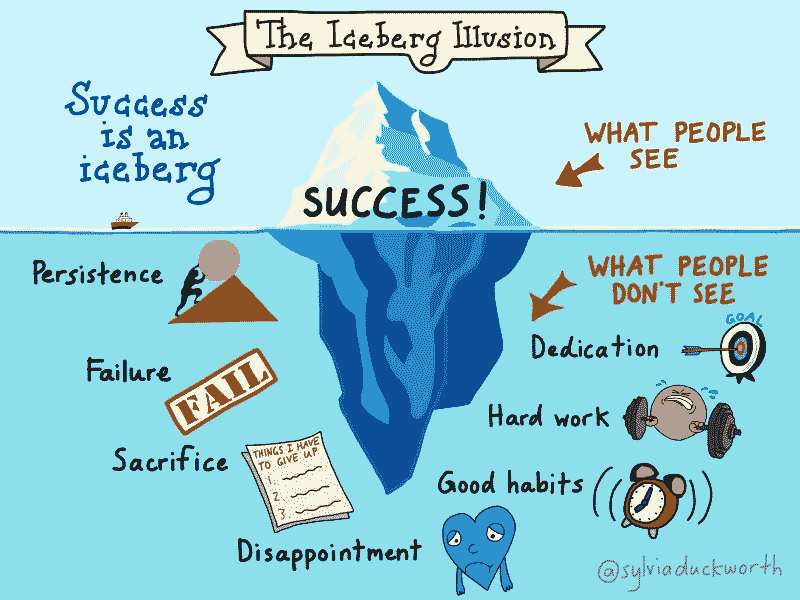 The Iceberg Illusion
Success
is an
iceberg
WHAT PEOPLE
SEE
SUCCESS!
WHAT PEOPLE
DON'T SEE
Persistence
GOAL
Dedication
Failure
FAIL
Hard work
Sacrifice
THINGS I HAVE
TO GIVE UP
1
2
3
Good habits
Disappointment
@sylviaduckworth